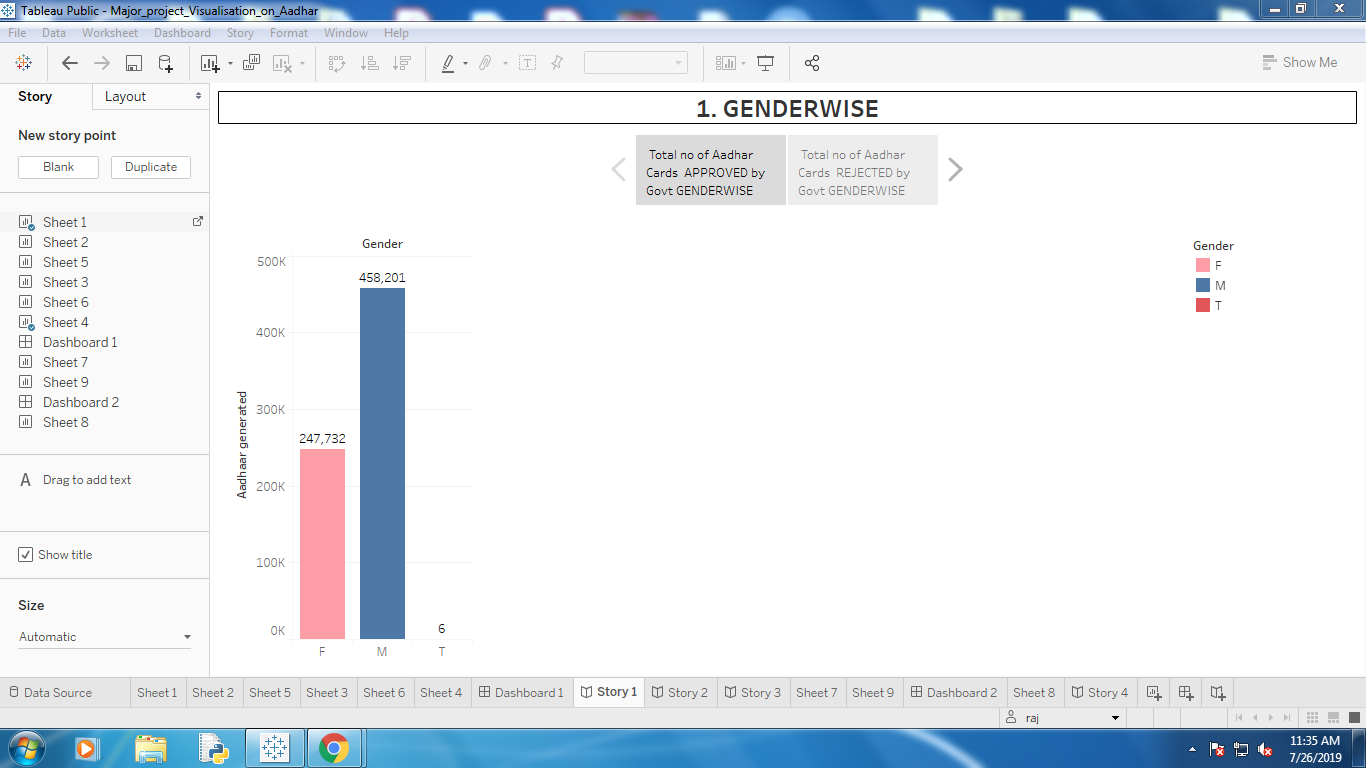 Tableau Public - Major_project_Visualisation_on_Aadhar
File Data Worksheet Dashboard Story Format Window Help
Show Me
Story Layout
New story point
Blank Duplicate
Sheet 1
Sheet 2
Sheet 5
Sheet 3
Sheet 6
Sheet 4
Dashboard 1
Sheet 7
Sheet 9
Dashboard 2
Sheet 8
A Drag to add text
Show title
Size
Automatic
1. GENDERWISE
Total no of Aadhar
Cards APPROVED by
Govt GENDERWISE
Total no of Aadhar
Cards REJECTED by
Govt GENDERWISE
Gender
500K
400K
300K
200K
100K
0K
Aadhaar generated
247,732
458,201
6
F M T
Gender
F
M
T
Data Source Sheet 1 Sheet 2 Sheet 5 Sheet 3 Sheet 6 Sheet 4 Dashboard 1 Story 1 Story 2 Story 3 Sheet 7 Sheet 9 Dashboard 2 Sheet 8 Story 4
raj
11:35 AM
7/26/2019